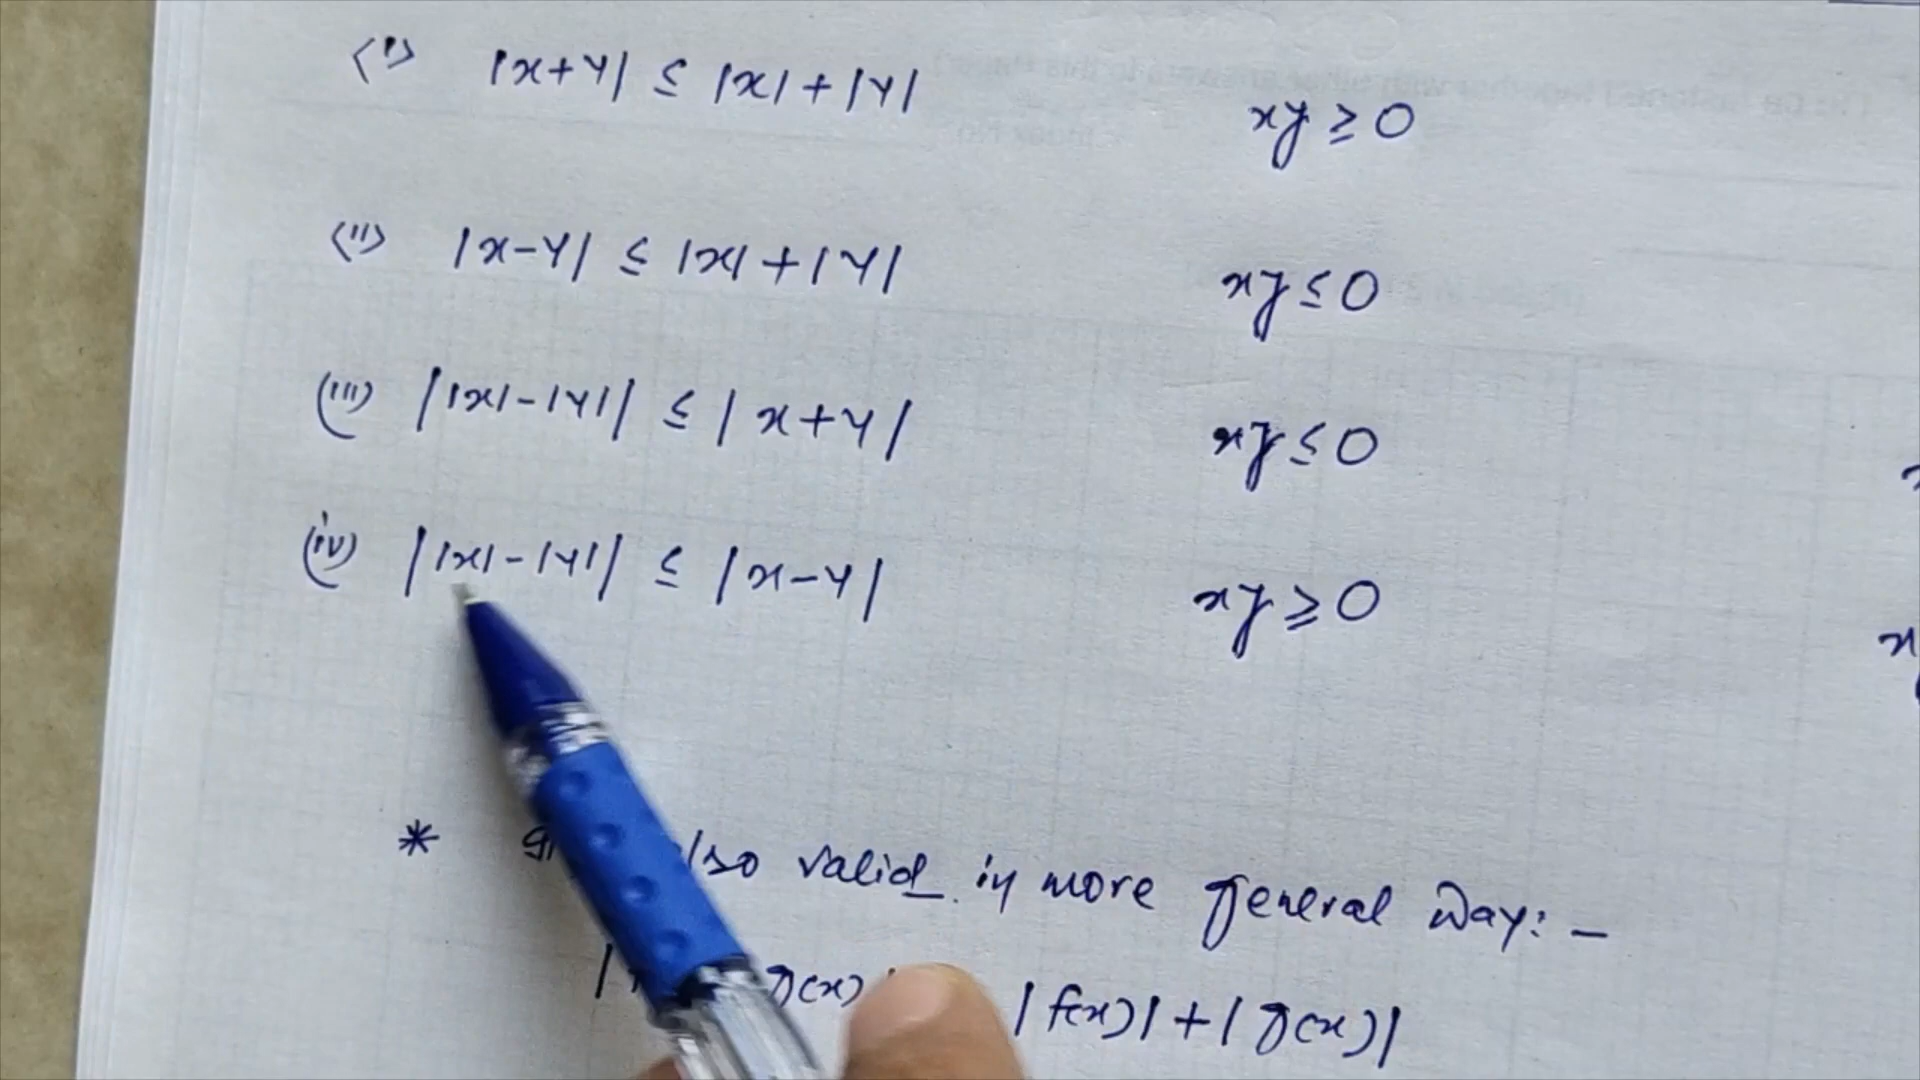 (i) |x+y| ≤ |x|+|y| xy ≥ 0
(ii) |x-y| ≤ |x|+|y| xy ≤ 0
(iii) ||x|-|y|| ≤ |x+y| xy ≤ 0
(iv) ||x|-|y|| ≤ |x-y| xy ≥ 0
* valid in more general way:-
g(x) |f(x)|+|g(x)|